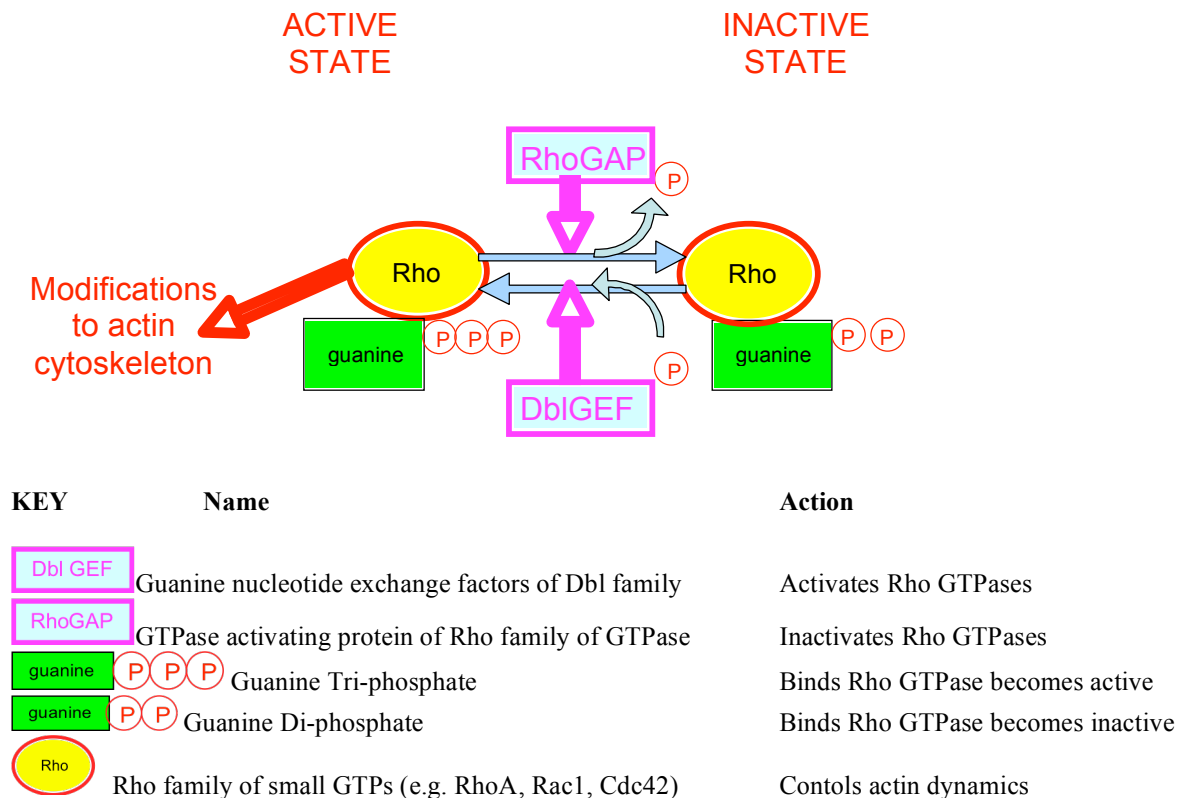 ACTIVE
STATE
INACTIVE
STATE
RhoGAP
P
Rho
Rho
Modifications
to actin
cytoskeleton
guanine
P P P
guanine
P P
P
DblGEF
KEY Name Action
Dbl GEF Guanine nucleotide exchange factors of Dbl family Activates Rho GTPases
RhoGAP GTPase activating protein of Rho family of GTPase Inactivates Rho GTPases
guanine P P P Guanine Tri-phosphate Binds Rho GTPase becomes active
guanine P P Guanine Di-phosphate Binds Rho GTPase becomes inactive
Rho Rho family of small GTPs (e.g. RhoA, Rac1, Cdc42) Contols actin dynamics